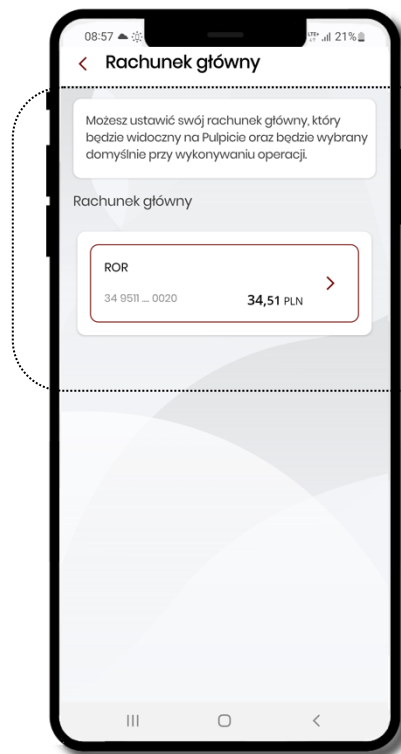 08:57 21%
Rachunek główny
Możesz ustawić swój rachunek główny, który
będzie widoczny na Pulpicie oraz będzie wybrany
domyślnie przy wykonywaniu operacji.
Rachunek główny
ROR
34 9511 ... 0020 34,51 PLN